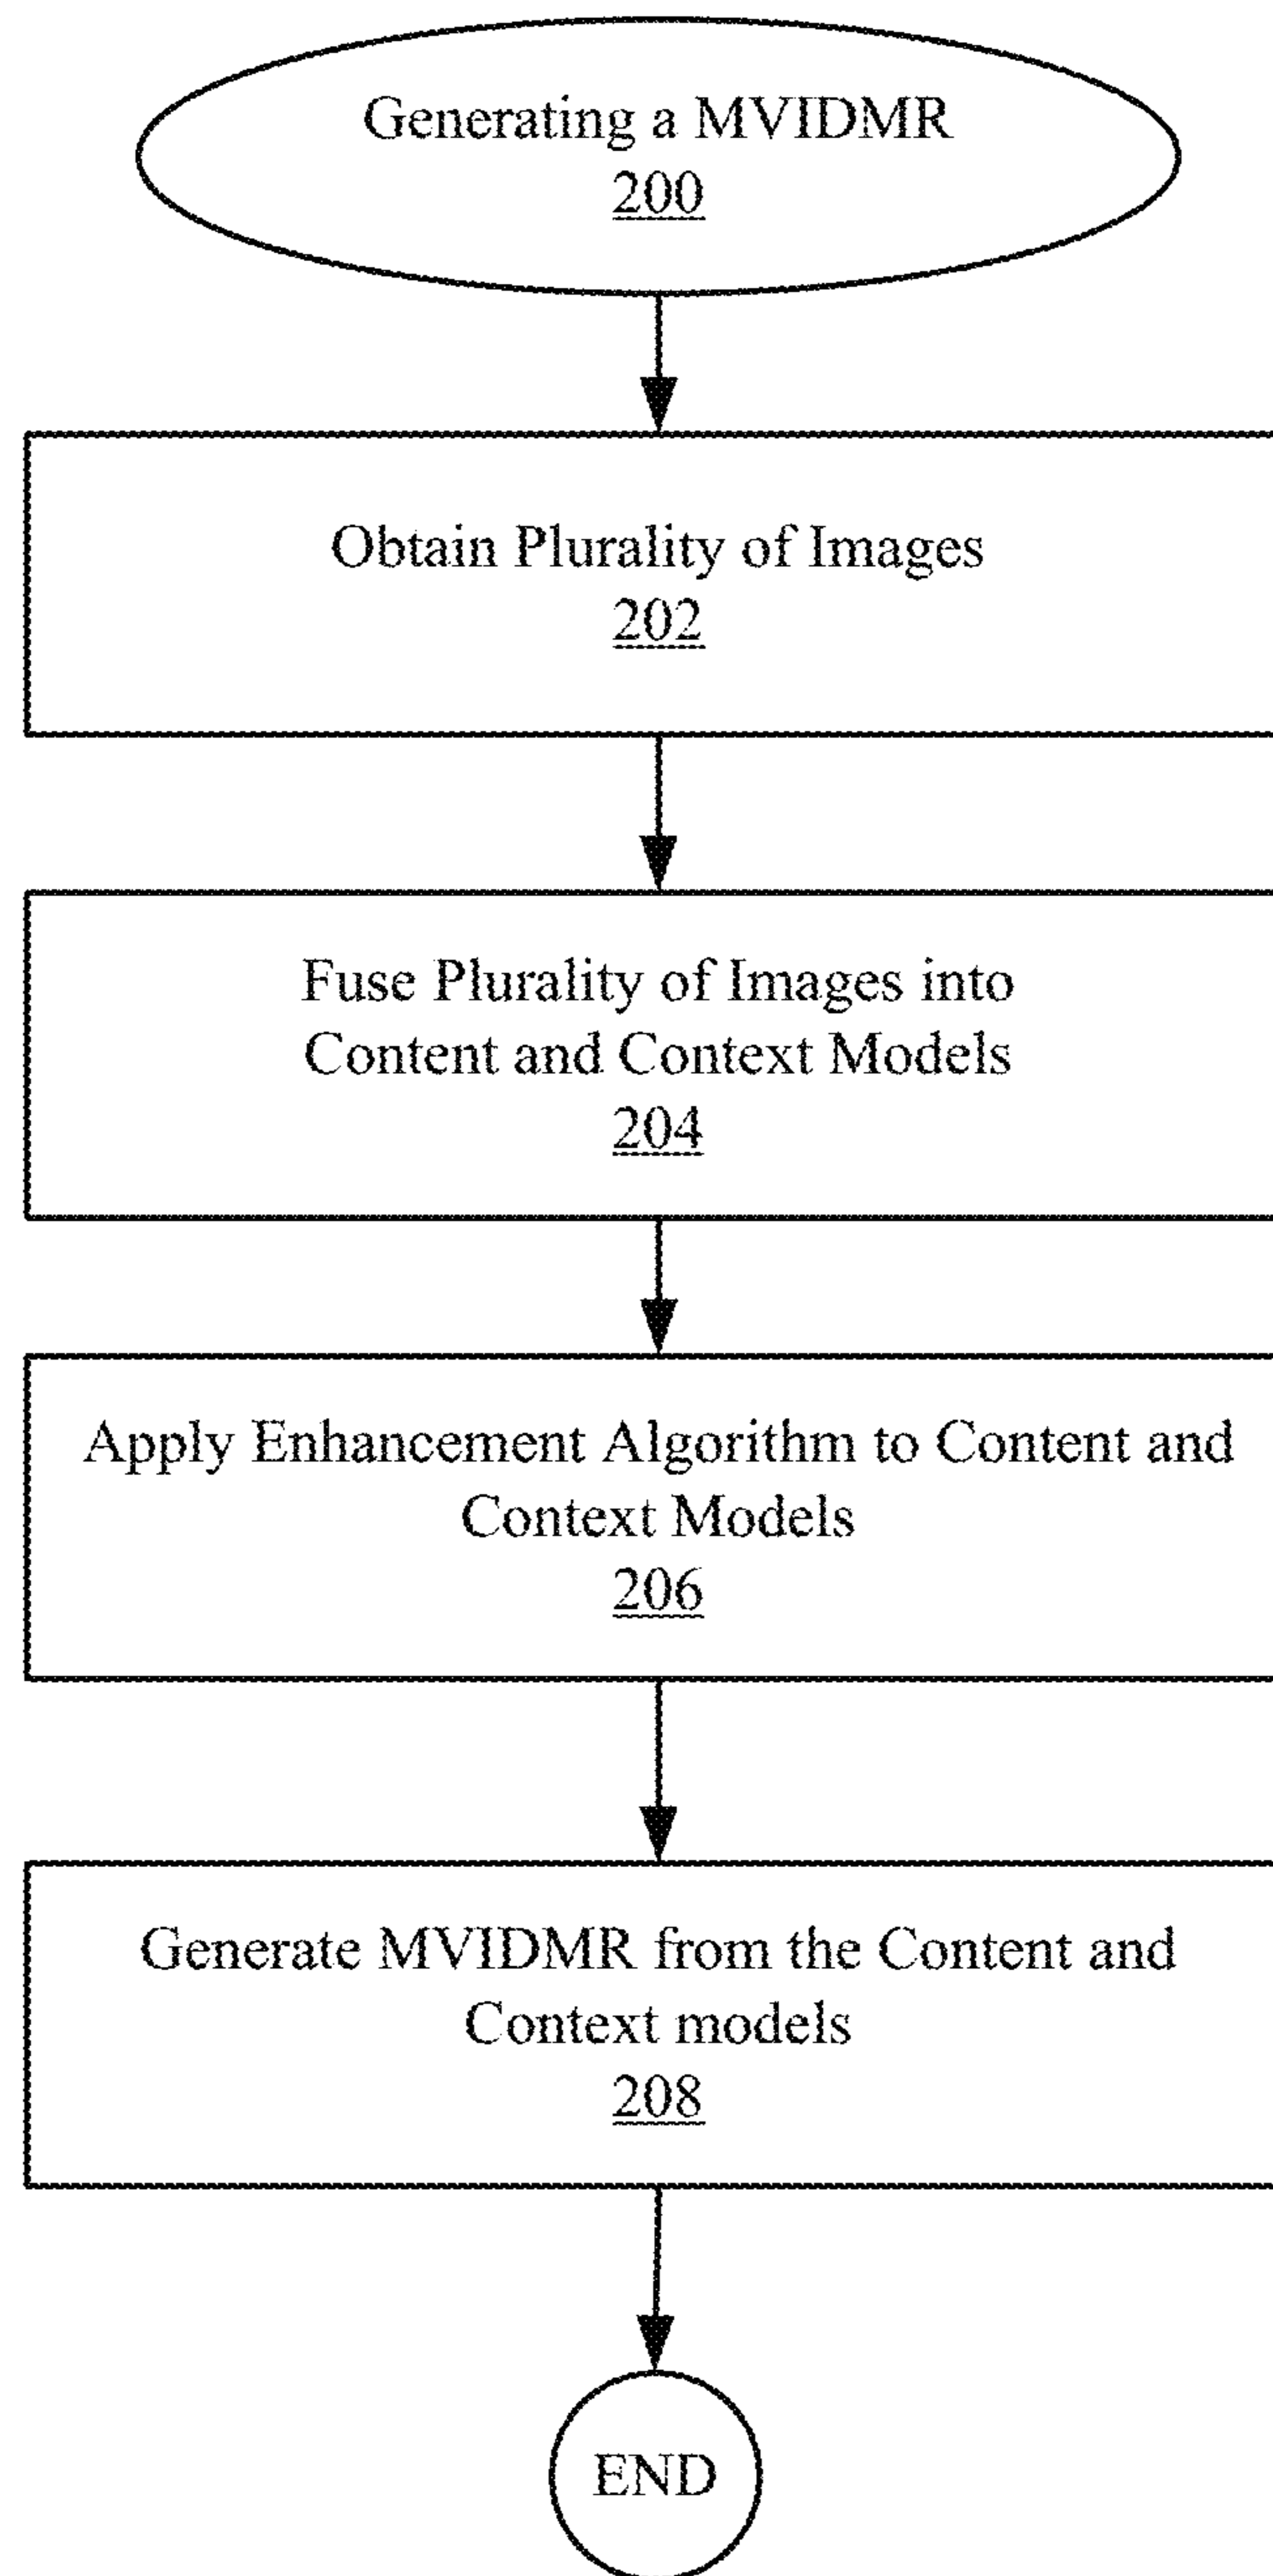 Generating a MVIDMR
200
Obtain Plurality of Images
202
Fuse Plurality of Images into
Content and Context Models
204
Apply Enhancement Algorithm to Content and
Context Models
206
Generate MVIDMR from the Content and
Context models
208
END